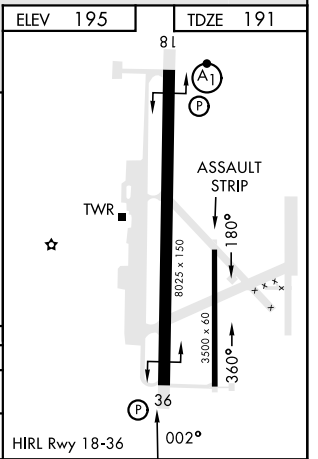 ELEV 195
TDZE 191
18
A1
P
ASSAULT
STRIP
TWR
180°
8025 x 150
3500 x 60
360°
P
36
HIRL Rwy 18-36
002°